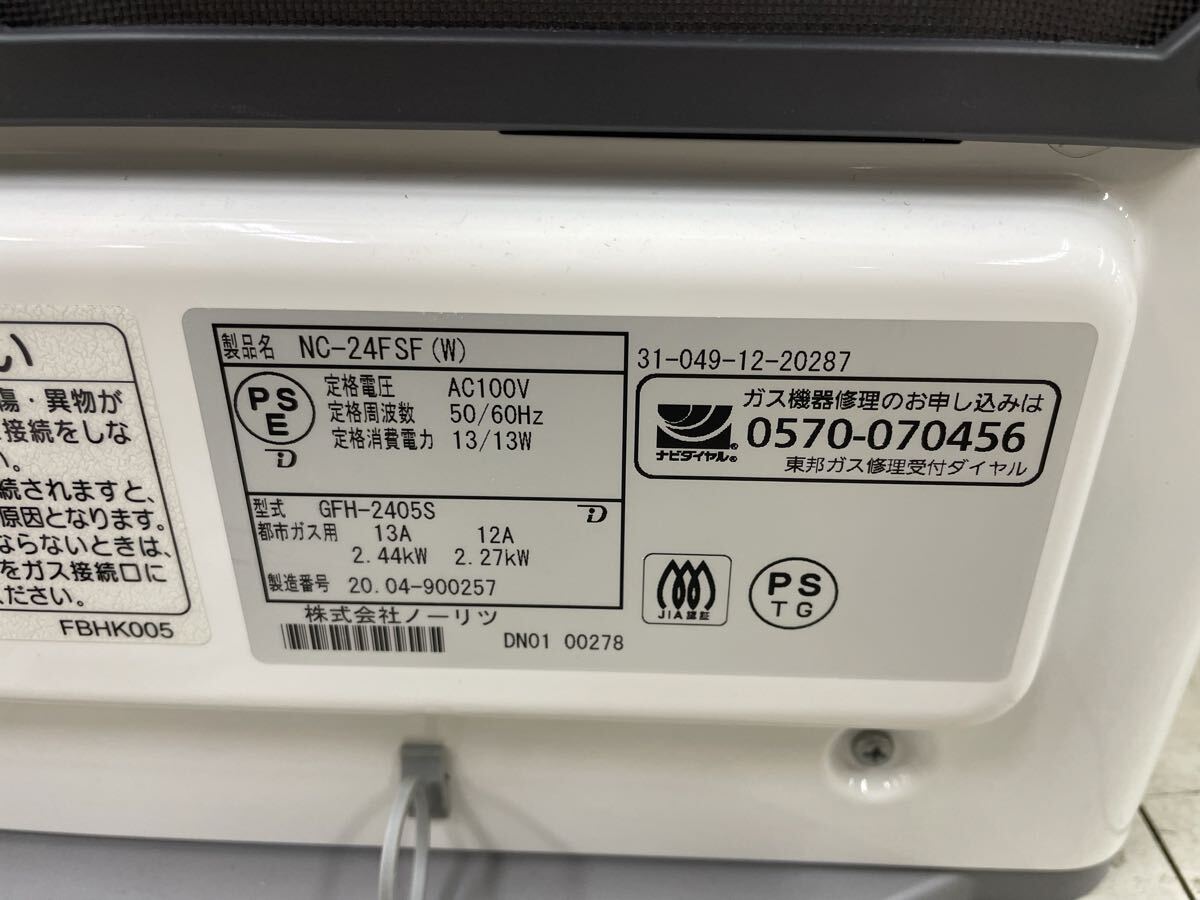 い
傷・異物が
接続をしな
い。
続されますと、
原因となります。
ならないときは、
をガス接続口に
ください。
FBHK005
製品名 NC-24FSF(W)
PS
E
定格電圧 AC100V
定格周波数 50/60Hz
定格消費電力 13/13W
型式 GFH-2405S
都市ガス用 13A 12A
2.44kW 2.27kW
製造番号 20.04-900257
株式会社ノーリツ
DN01 00278
31-049-12-20287
ガス機器修理のお申し込みは
ナビダイヤル® 0570-070456
東邦ガス修理受付ダイヤル
JIA認証
PS
TG